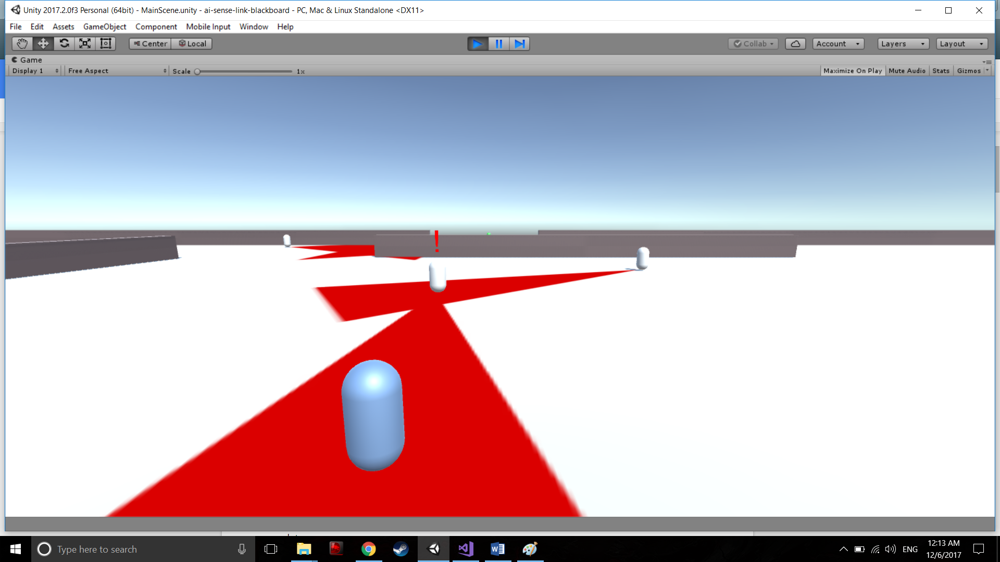 Unity 2017.2.0f3 Personal (64bit) - MainScene.unity - ai-sense-link-blackboard - PC, Mac & Linux Standalone <DX11>
File Edit Assets GameObject Component Mobile Input Window Help
Center Local Collab Account Layers Layout
Game
Display 1 Free Aspect Scale 1x Maximize On Play Mute Audio Stats Gizmos
!
Type here to search
ENG
12:13 AM
12/6/2017